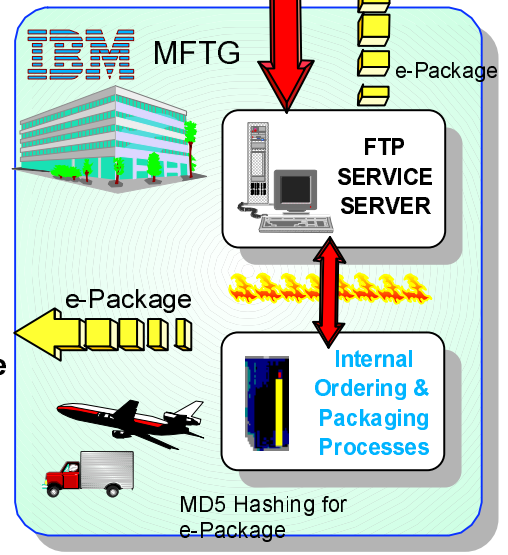 IBM MFTG
e-Package
FTP
SERVICE
SERVER
e-Package
e
Internal
Ordering &
Packaging
Processes
MD5 Hashing for
e-Package